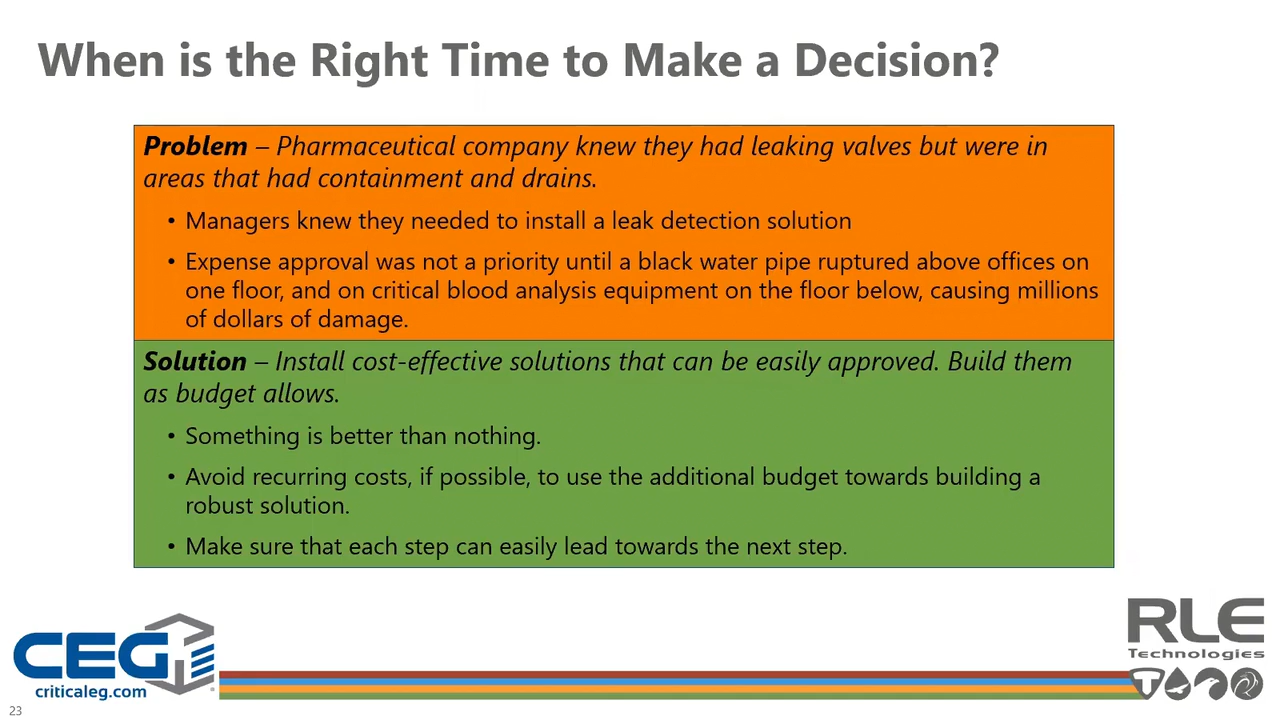 When is the Right Time to Make a Decision?
Problem – Pharmaceutical company knew they had leaking valves but were in
areas that had containment and drains.
• Managers knew they needed to install a leak detection solution
• Expense approval was not a priority until a black water pipe ruptured above offices on
one floor, and on critical blood analysis equipment on the floor below, causing millions
of dollars of damage.
Solution – Install cost-effective solutions that can be easily approved. Build them
as budget allows.
• Something is better than nothing.
• Avoid recurring costs, if possible, to use the additional budget towards building a
robust solution.
• Make sure that each step can easily lead towards the next step.
CEG
criticaleg.com
RLE
Technologies
23